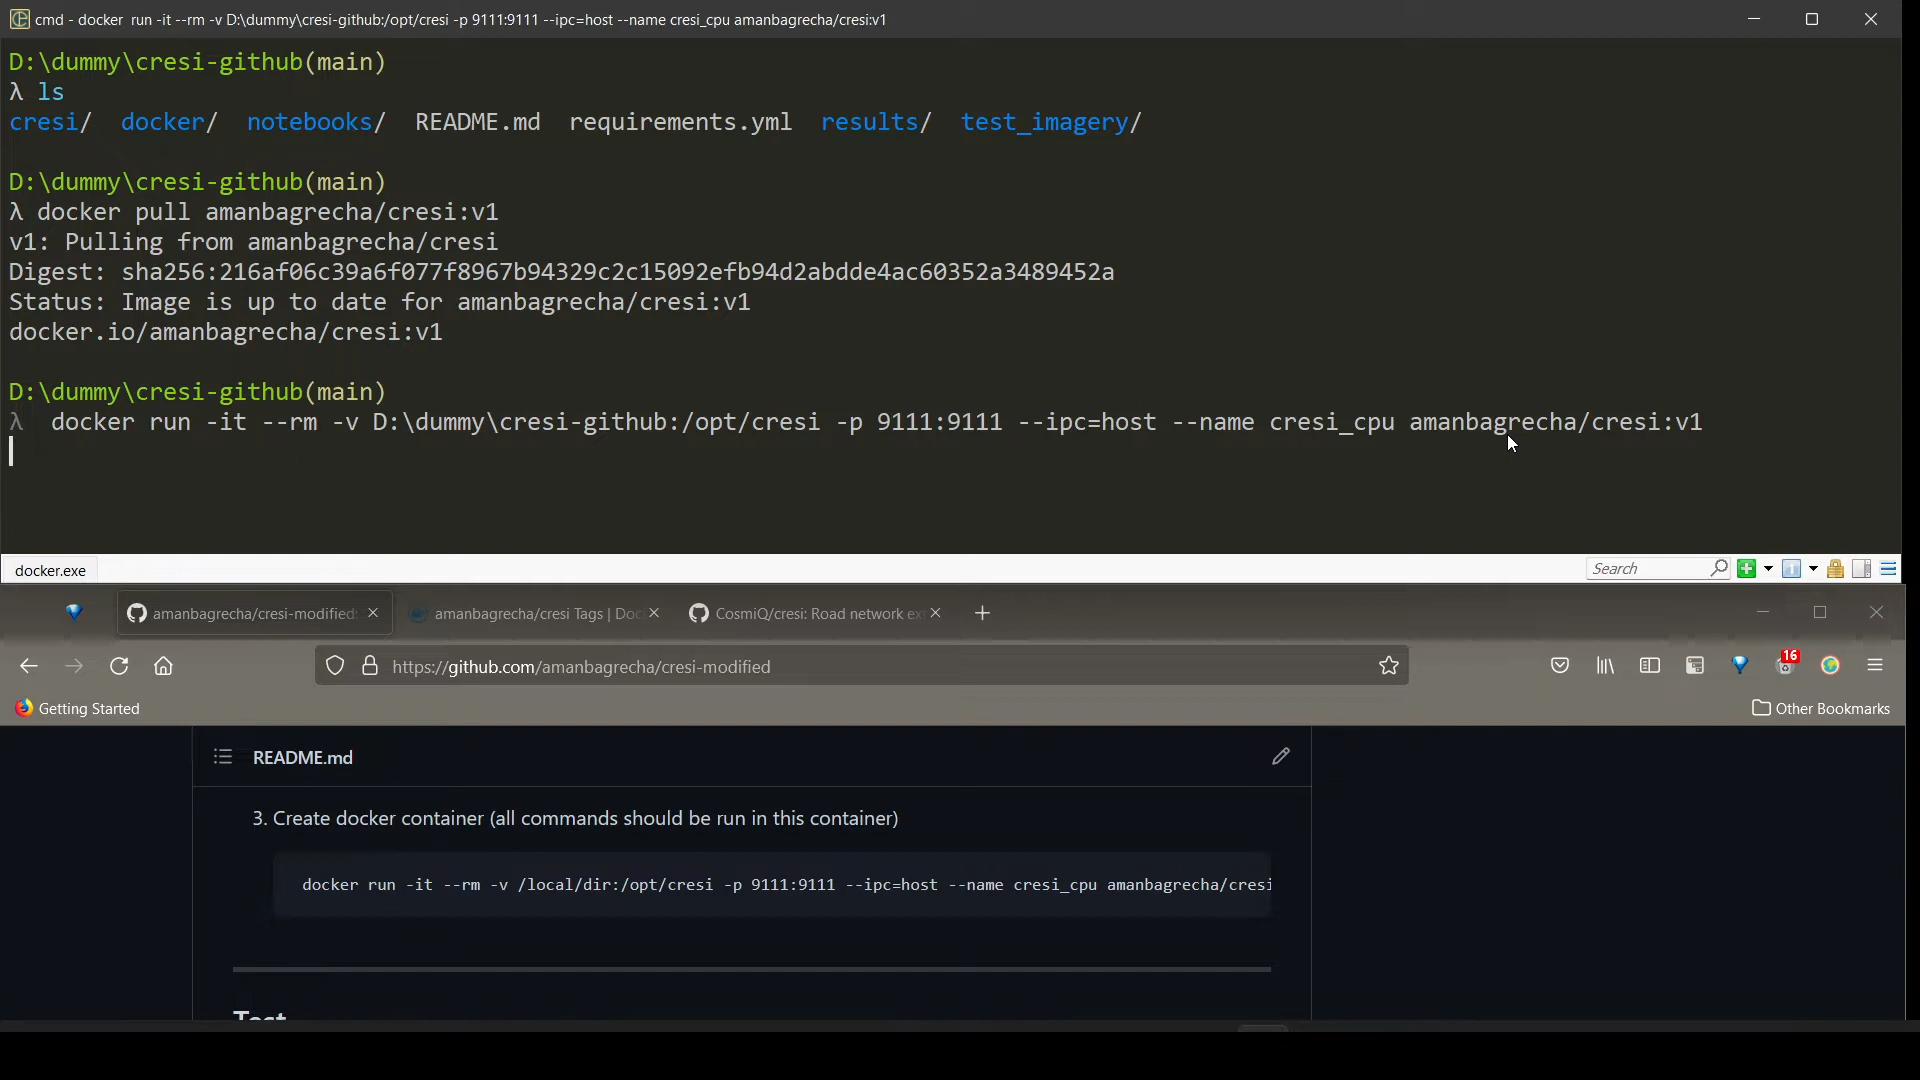 cmd - docker run -it --rm -v D:\dummy\cresi-github:/opt/cresi -p 9111:9111 --ipc=host --name cresi_cpu amanbagrecha/cresi:v1
D:\dummy\cresi-github(main)
λ ls
cresi/ docker/ notebooks/ README.md requirements.yml results/ test_imagery/
D:\dummy\cresi-github(main)
λ docker pull amanbagrecha/cresi:v1
v1: Pulling from amanbagrecha/cresi
Digest: sha256:216af06c39a6f077f8967b94329c2c15092efb94d2abdde4ac60352a3489452a
Status: Image is up to date for amanbagrecha/cresi:v1
docker.io/amanbagrecha/cresi:v1
D:\dummy\cresi-github(main)
λ docker run -it --rm -v D:\dummy\cresi-github:/opt/cresi -p 9111:9111 --ipc=host --name cresi_cpu amanbagrecha/cresi:v1
docker.exe
Search
amanbagrecha/cresi-modified: amanbagrecha/cresi Tags | Doc CosmiQ/cresi: Road network ex
https://github.com/amanbagrecha/cresi-modified
16
Getting Started
Other Bookmarks
README.md
3. Create docker container (all commands should be run in this container)
docker run -it --rm -v /local/dir:/opt/cresi -p 9111:9111 --ipc=host --name cresi_cpu amanbagrecha/cresi
Test